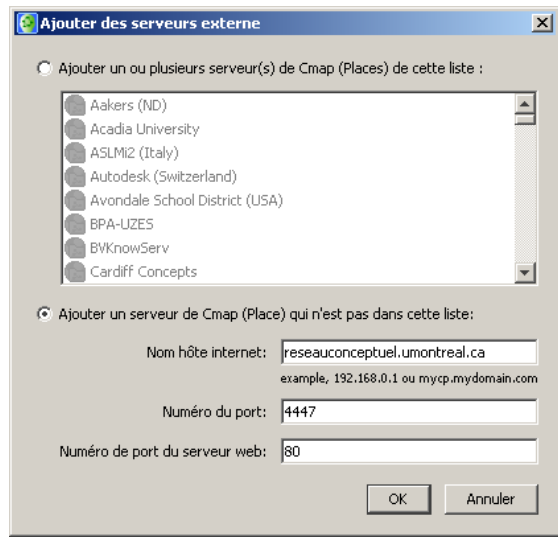 Ajouter des serveurs externe
Ajouter un ou plusieurs serveur(s) de Cmap (Places) de cette liste :
Aakers (ND)
Acadia University
ASLMi2 (Italy)
Autodesk (Switzerland)
Avondale School District (USA)
BPA-UZES
BVKnowServ
Cardiff Concepts
Ajouter un serveur de Cmap (Place) qui n'est pas dans cette liste:
Nom hôte internet: reseauconceptuel.umontreal.ca
example, 192.168.0.1 ou mycp.mydomain.com
Numéro du port: 4447
Numéro de port du serveur web: 80
OK Annuler